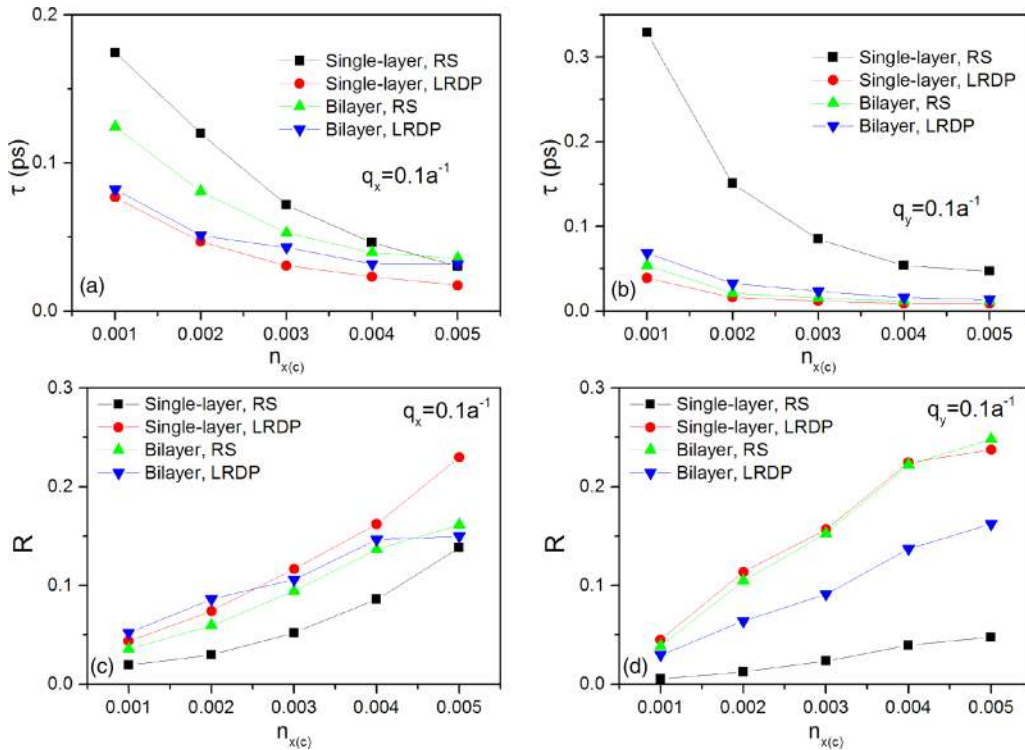 0.2
0.1
0.0
τ (ps)
Single-layer, RS
Single-layer, LRDP
Bilayer, RS
Bilayer, LRDP
qx=0.1a⁻¹
(a)
0.001 0.002 0.003 0.004 0.005
nx(c)
0.3
0.2
0.1
0.0
τ (ps)
Single-layer, RS
Single-layer, LRDP
Bilayer, RS
Bilayer, LRDP
qy=0.1a⁻¹
(b)
0.001 0.002 0.003 0.004 0.005
nx(c)
0.3
0.2
0.1
0.0
R
Single-layer, RS
Single-layer, LRDP
Bilayer, RS
Bilayer, LRDP
qx=0.1a⁻¹
(c)
0.001 0.002 0.003 0.004 0.005
nx(c)
0.3
0.2
0.1
0.0
R
Single-layer, RS
Single-layer, LRDP
Bilayer, RS
Bilayer, LRDP
qy=0.1a⁻¹
(d)
0.001 0.002 0.003 0.004 0.005
nx(c)